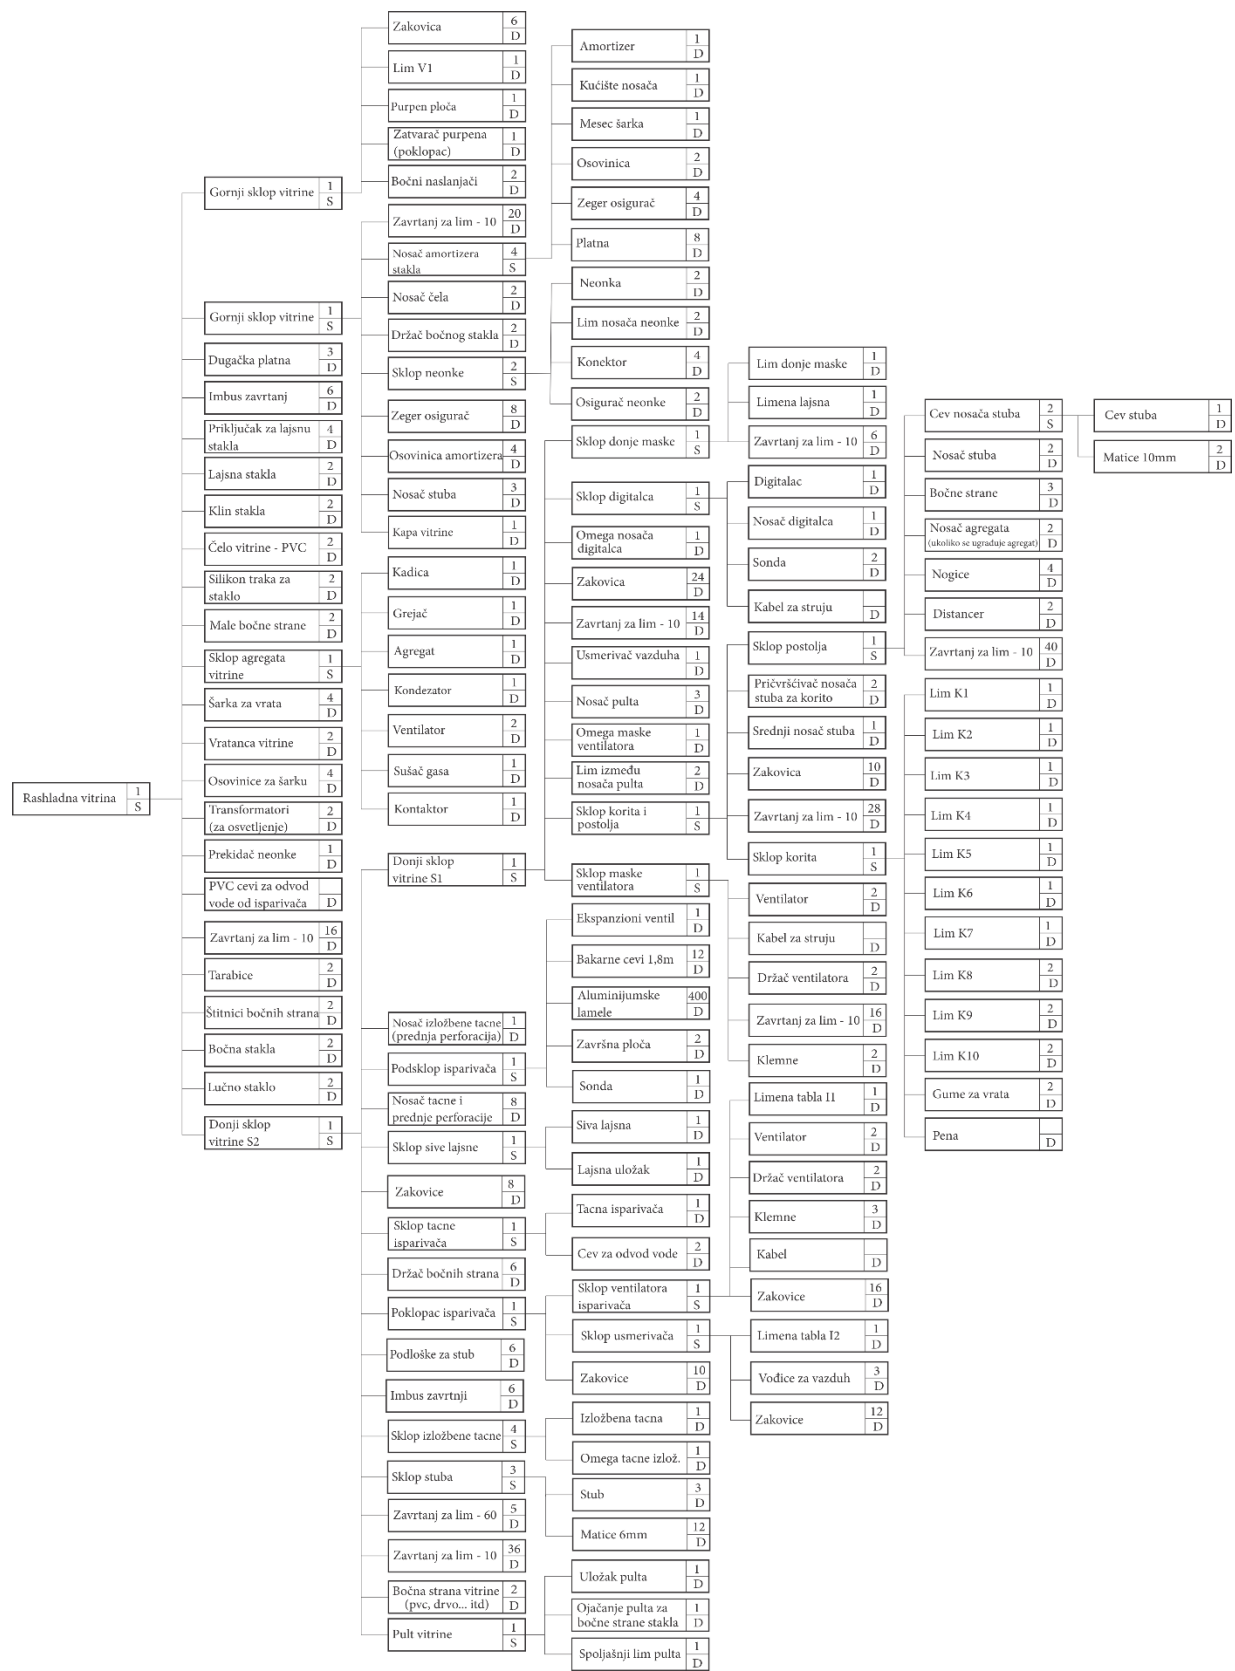 Rashladna vitrina 1 S
Gornji sklop vitrine 1 S
Gornji sklop vitrine 1 S
Dugačka platna 3 D
Imbus zavrtanj 6 D
Priključak za lajsnu 4
stakla D
Lajsna stakla 2 D
Klin stakla 2 D
Čelo vitrine - PVC 2 D
Silikon traka za 2
staklo D
Male bočne strane 2 D
Sklop agregata 1
vitrine S
Šarka za vrata 4 D
Vratanca vitrine 2 D
Osovinice za šarku 4 D
Transformatori 2
(za osvetljenje) D
Prekidač neonke 1 D
PVC cevi za odvod
vode od isparivača D
Zavrtanj za lim - 10 16 D
Tarabice 2 D
Štitnici bočnih strana 2 D
Bočna stakla 2 D
Lučno staklo 2 D
Donji sklop 1
vitrine S2 S
Zakovica 6 D
Lim V1 1 D
Purpen ploča 1 D
Zatvarač purpena 1
(poklopac) D
Bočni naslanjači 2 D
Zavrtanj za lim - 10 20 D
Nosač amortizera 4
stakla S
Nosač čela 2 D
Držač bočnog stakla 2 D
Sklop neonke 2 S
Zeger osigurač 8 D
Osovinica amortizera 4 D
Nosač stuba 3 D
Kapa vitrine 1 D
Kadica 1 D
Grejač 1 D
Agregat 1 D
Kondezator 1 D
Ventilator 2 D
Sušač gasa 1 D
Kontaktor 1 D
Donji sklop 1
vitrine S1 S
Nosač izložbene tacne 1
(prednja perforacija) D
Podsklop isparivača 1 S
Nosač tacne i 8
prednje perforacije D
Sklop sive lajsne 1 S
Zakovice 8 D
Sklop tacne 1
isparivača S
Držač bočnih strana 6 D
Poklopac isparivača 1 S
Podloške za stub 6 D
Imbus zavrtnji 6 D
Sklop izložbene tacne 4 S
Sklop stuba 3 S
Zavrtanj za lim - 60 5 D
Zavrtanj za lim - 10 36 D
Bočna strana vitrine 2
(pvc, drvo... itd) D
Pult vitrine 1 S
Amortizer 1 D
Kućište nosača 1 D
Mesec šarka 1 D
Osovinica 2 D
Zeger osigurač 4 D
Platna 8 D
Neonka 2 D
Lim nosača neonke 2 D
Konektor 4 D
Osigurač neonke 2 D
Sklop donje maske 1 S
Sklop digitalca 1 S
Omega nosača 1
digitalca D
Zakovica 24 D
Zavrtanj za lim - 10 14 D
Usmerivač vazduha 1 D
Nosač pulta 3 D
Omega maske 1
ventilatora D
Lim između 2
nosača pulta D
Sklop korita i 1
postolja S
Sklop maske 1
ventilatora S
Ekspanzioni ventil 1 D
Bakarne cevi 1,8m 12 D
Aluminijumske 400
lamele D
Završna ploča 2 D
Sonda 1 D
Siva lajsna 1 D
Lajsna uložak 1 D
Tacna isparivača 1 D
Cev za odvod vode 2 D
Sklop ventilatora 1
isparivača S
Sklop usmerivača 1 S
Zakovice 10 D
Izložbena tacna 1 D
Omega tacne izlož. 1 D
Stub 3 D
Matice 6mm 12 D
Uložak pulta 1 D
Ojačanje pulta za 1
bočne strane stakla D
Spoljašnji lim pulta 1 D
Lim donje maske 1 D
Limena lajsna 1 D
Zavrtanj za lim - 10 6 D
Digitalac 1 D
Nosač digitalca 1 D
Sonda 2 D
Kabel za struju D
Sklop postolja 1 S
Pričvršćivač nosača 2
stuba za korito D
Srednji nosač stuba 1 D
Zakovica 10 D
Zavrtanj za lim - 10 28 D
Sklop korita 1 S
Ventilator 2 D
Kabel za struju D
Držač ventilatora 2 D
Zavrtanj za lim - 10 16 D
Klemne 2 D
Limena tabla I1 1 D
Ventilator 2 D
Držač ventilatora 2 D
Klemne 3 D
Kabel D
Zakovice 16 D
Limena tabla I2 1 D
Vođice za vazduh 3 D
Zakovice 12 D
Cev nosača stuba 2 S
Nosač stuba 2 D
Bočne strane 3 D
Nosač agregata 2
(ukoliko se ugrađuje agregat) D
Nogice 4 D
Distancer 2 D
Zavrtanj za lim - 10 40 D
Lim K1 1 D
Lim K2 1 D
Lim K3 1 D
Lim K4 1 D
Lim K5 1 D
Lim K6 1 D
Lim K7 1 D
Lim K8 2 D
Lim K9 2 D
Lim K10 2 D
Gume za vrata 2 D
Pena D
Cev stuba 1 D
Matice 10mm 2 D